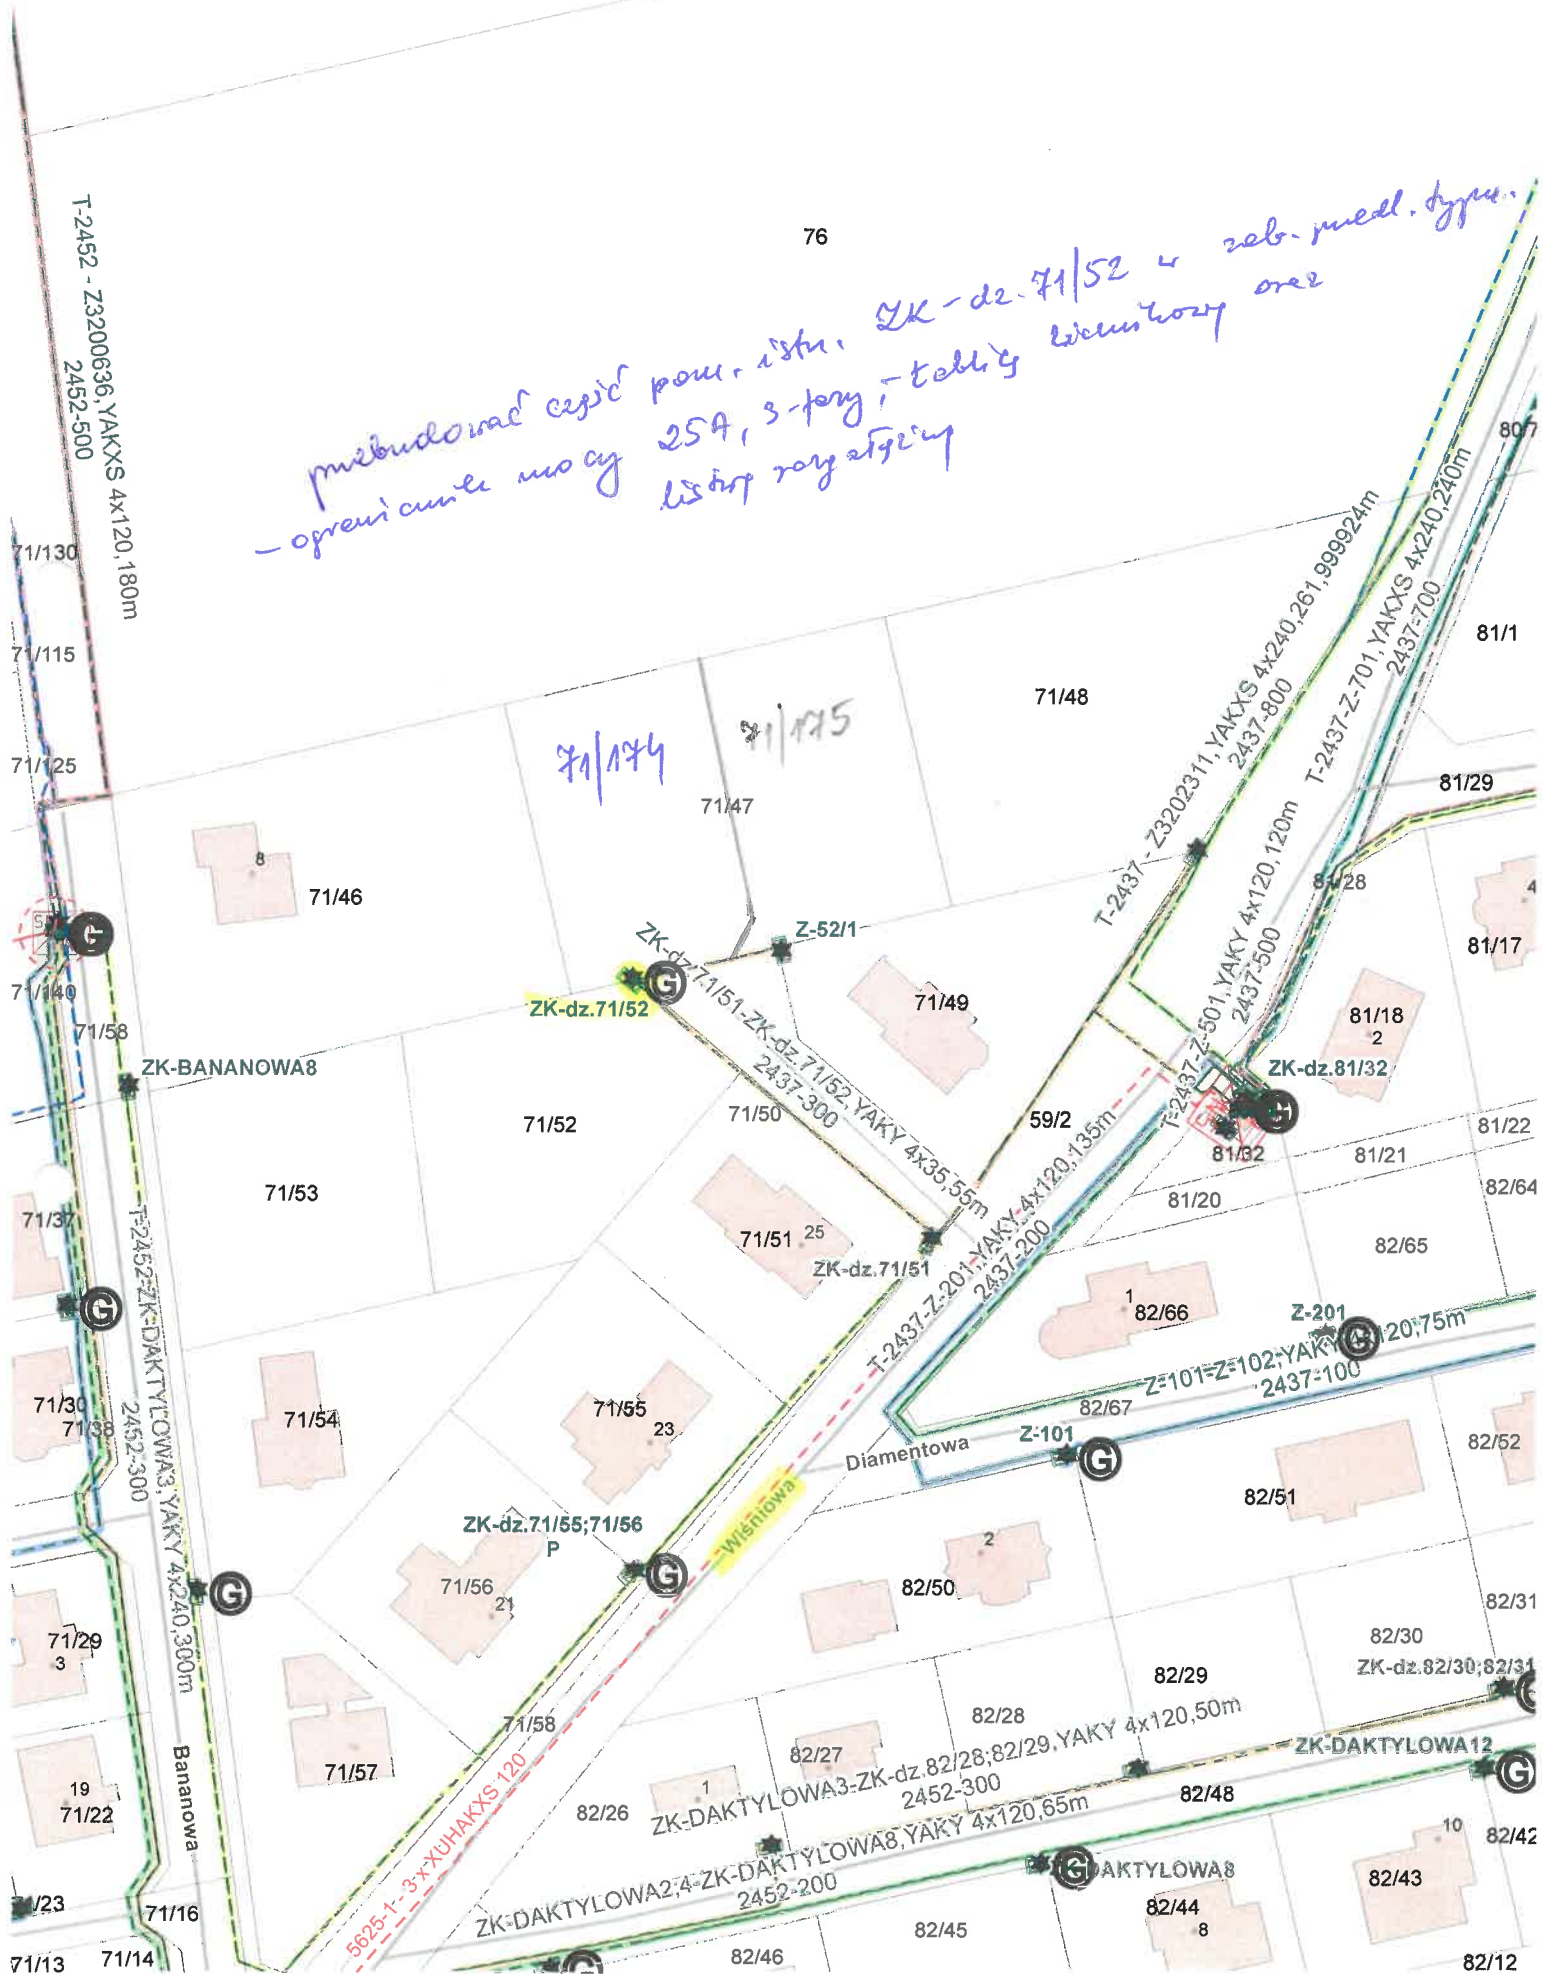 76
przebudować część pom. istn. ZK-dz. 71/52 w zab. przedl. typu.
- ogranicznik mocy 25A, 3-fazy, - tablicę licznikową oraz
listwę
T-2452 - Z3200636,YAKXS 4x120,180m
2452-500
71/130
71/115
71/125
80/7
81/1
T-2437 - Z3202311,YAKXS 4x240,261,999924m
2437-800
T-2437-Z-701,YAKXS 4x240,240m
2437-700
71/48
71/174
71/175
71/47
81/29
8
71/46
81/28
4
81/17
Z-52/1
ZK-dz.71/52
ZK-dz.71/51-ZK-dz.71/52,YAKY 4x35,55m
2437-300
71/49
T-2437-Z-501,YAKY 4x120,120m
2437-500
81/18
2
G
71/140
71/58
ZK-BANANOWA8
ZK-dz.81/32
G
71/52
71/50
59/2
81/22
81/32
81/21
71/53
71/37
81/20
82/64
71/51
25
ZK-dz.71/51
82/65
T-2437-Z-201,YAKY 4x120,135m
2437-200
T-2452-ZK-DAKTYLOWA3,YAKY 4x240,300m
2452-300
G
1
82/66
Z-201
G
Z-101-Z-102,YAKY 4x120,75m
2437-100
71/30
71/38
71/54
71/55
23
82/67
Diamentowa
Z-101
G
82/52
82/51
Wiśniowa
ZK-dz.71/55;71/56
P
G
2
71/56
21
82/50
G
82/31
71/29
3
82/30
ZK-dz.82/30;82/31
82/29
71/58
82/28
82/27
ZK-DAKTYLOWA3-ZK-dz.82/28;82/29,YAKY 4x120,50m
2452-300
Bananowa
71/57
ZK-DAKTYLOWA12
G
19
71/22
1
82/26
82/48
5625-1- 3 x XUHAKXS 120
ZK-DAKTYLOWA2,4-ZK-DAKTYLOWA8,YAKY 4x120,65m
2452-200
10
82/42
DAKTYLOWA8
G
82/43
71/23
71/16
82/44
8
82/45
71/13
71/14
82/46
G
82/12